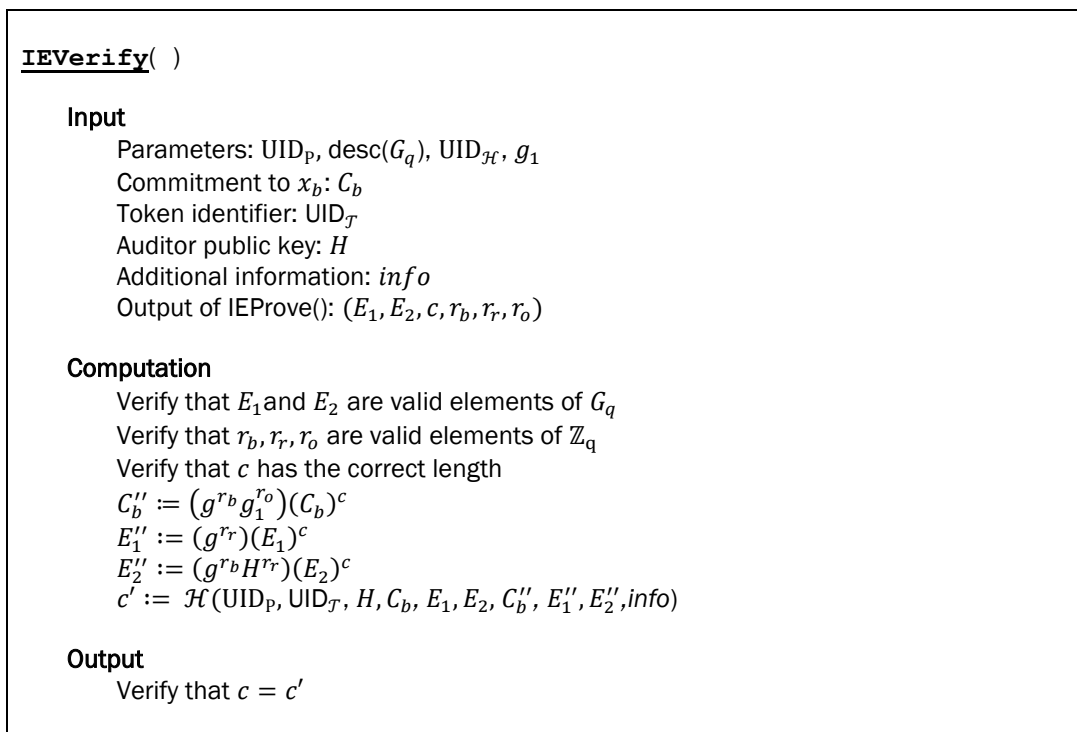 IEVerify( )
Input
Parameters: UID_P, desc(G_q), UID_ℋ, g_1
Commitment to x_b: C_b
Token identifier: UID_𝒯
Auditor public key: H
Additional information: info
Output of IEProve(): (E_1, E_2, c, r_b, r_r, r_o)
Computation
Verify that E_1and E_2 are valid elements of G_q
Verify that r_b, r_r, r_o are valid elements of ℤ_q
Verify that c has the correct length
C_b'' := (g^{r_b} g_1^{r_o})(C_b)^c
E_1'' := (g^{r_r})(E_1)^c
E_2'' := (g^{r_b} H^{r_r})(E_2)^c
c' := ℋ(UID_P, UID_𝒯, H, C_b, E_1, E_2, C_b'', E_1'', E_2'',info)
Output
Verify that c = c'